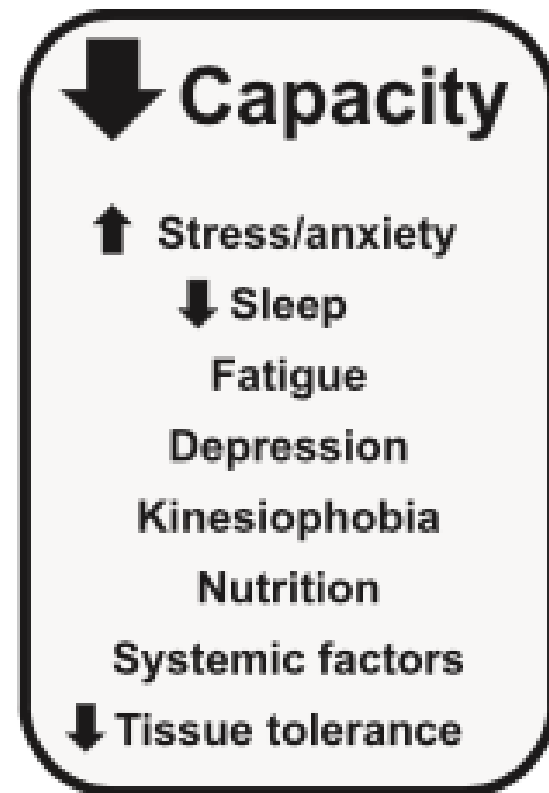 Capacity
Stress/anxiety
Sleep
Fatigue
Depression
Kinesiophobia
Nutrition
Systemic factors
Tissue tolerance